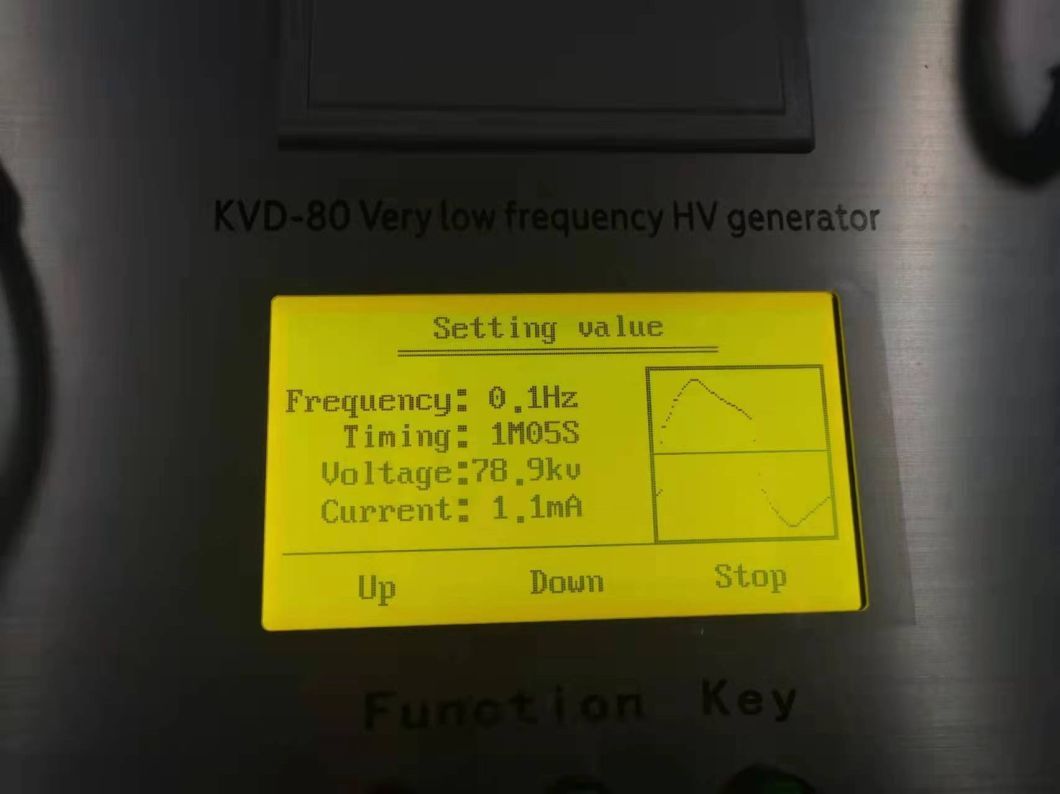 KVD-80 Very low frequency HV generator
Setting value
Frequency: 0.1Hz
Timing: 1M05S
Voltage:78.9kv
Current: 1.1mA
Up Down Stop
Function Key